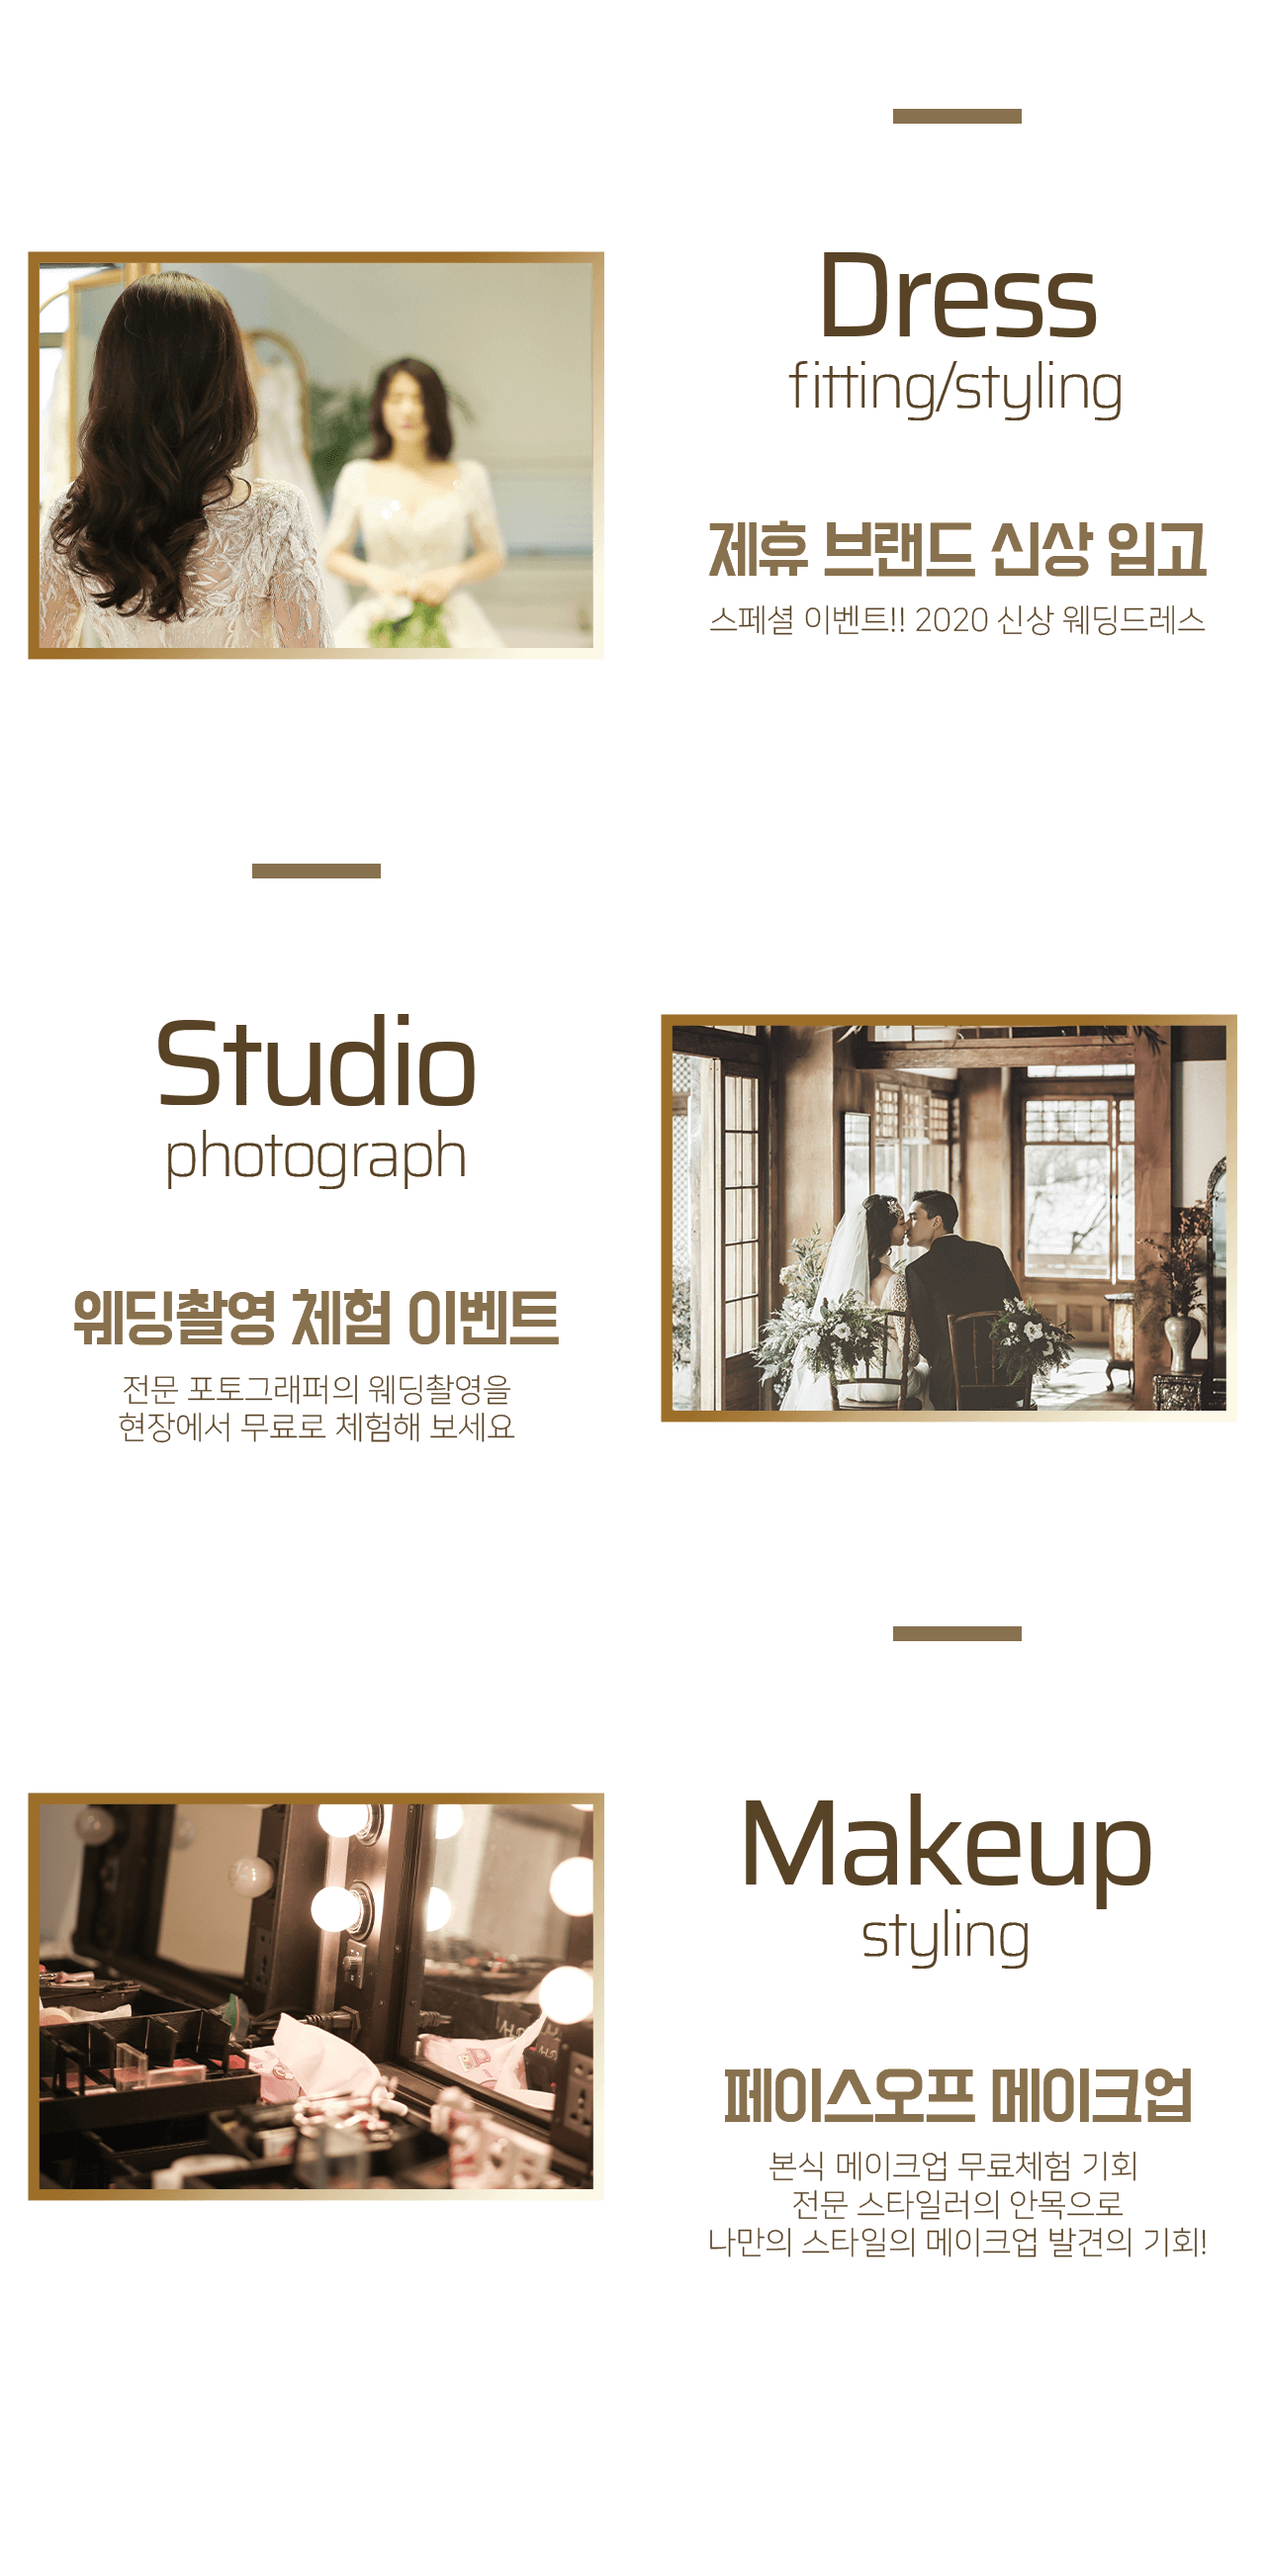 Dress
fitting/styling
제휴 브랜드 신상 입고
스페셜 이벤트!! 2020 신상 웨딩드레스
Studio
photograph
웨딩촬영 체험 이벤트
전문 포토그래퍼의 웨딩촬영을
현장에서 무료로 체험해 보세요
Makeup
styling
페이스오프 메이크업
본식 메이크업 무료체험 기회
전문 스타일러의 안목으로
나만의 스타일의 메이크업 발견의 기회!